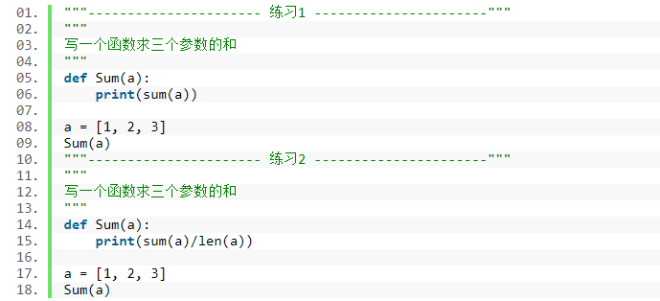 01. """---------------------- 练习1 ----------------------"""
02. """
03. 写一个函数求三个参数的和
04. """
05. def Sum(a):
06.     print(sum(a))
07.
08. a = [1, 2, 3]
09. Sum(a)
10. """---------------------- 练习2 ----------------------"""
11. """
12. 写一个函数求三个参数的和
13. """
14. def Sum(a):
15.     print(sum(a)/len(a))
16.
17. a = [1, 2, 3]
18. Sum(a)